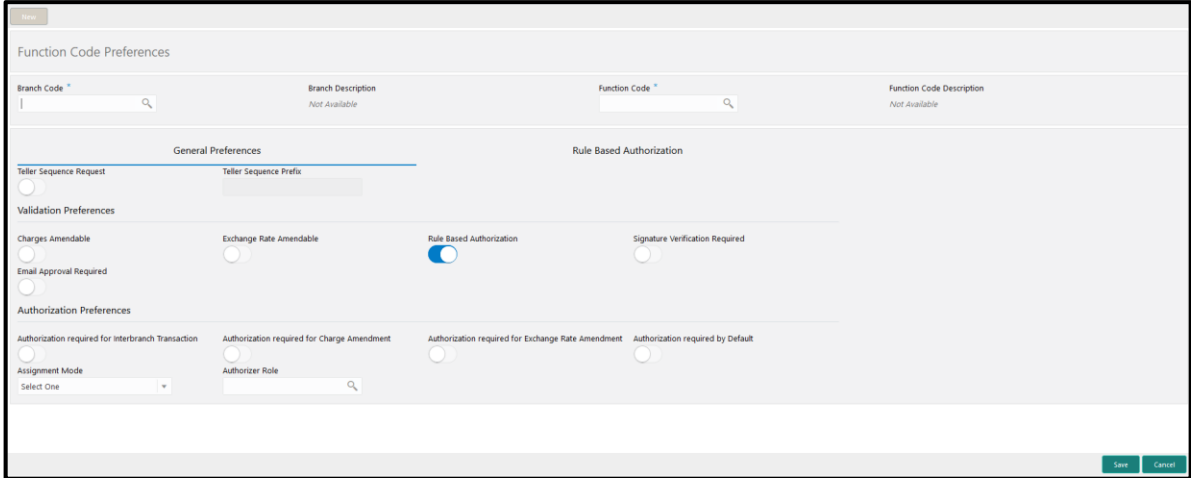 New
Function Code Preferences
Branch Code * Branch Description Function Code * Function Code Description
Not Available Not Available
General Preferences Rule Based Authorization
Teller Sequence Request Teller Sequence Prefix
Validation Preferences
Charges Amendable Exchange Rate Amendable Rule Based Authorization Signature Verification Required
Email Approval Required
Authorization Preferences
Authorization required for Interbranch Transaction Authorization required for Charge Amendment Authorization required for Exchange Rate Amendment Authorization required by Default
Assignment Mode Authorizer Role
Select One
Save Cancel